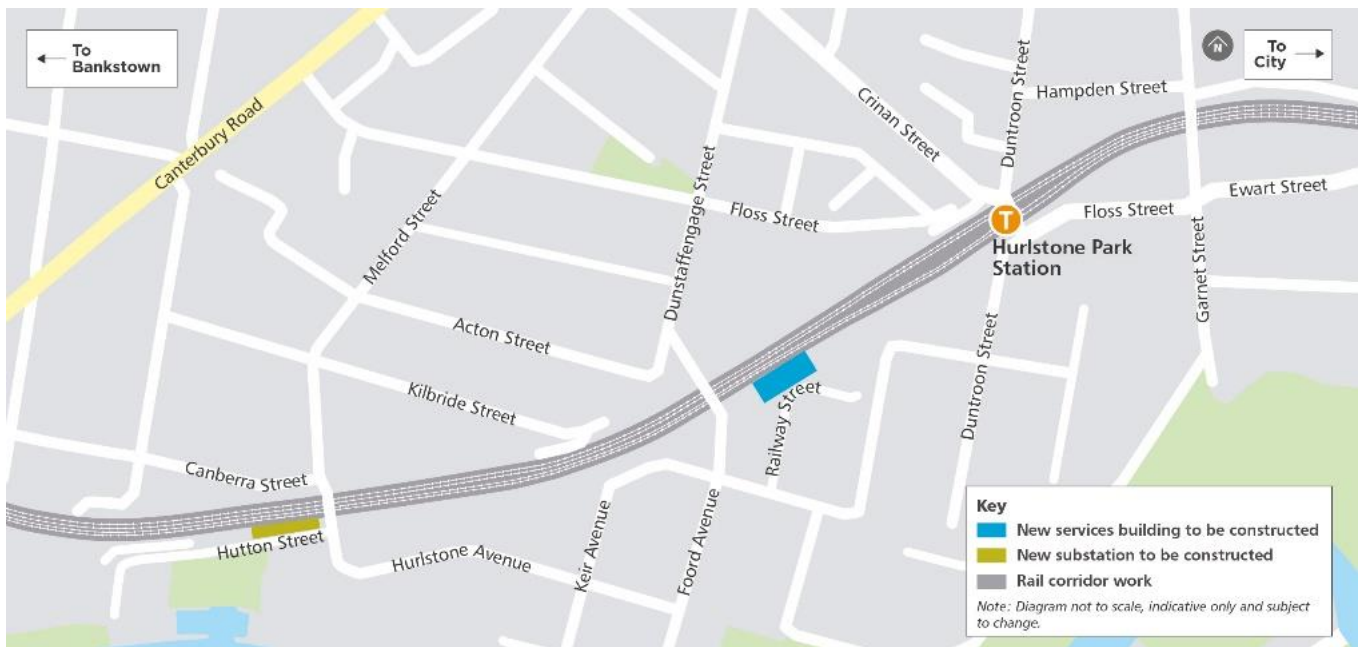 To
Bankstown
N
To
City
Hampden Street
Duntroon Street
Crinan Street
Canterbury Road
Ewart Street
Floss Street
Floss Street
T
Hurlstone Park
Station
Melford Street
Dunstaffengage Street
Garnet Street
Acton Street
Kilbride Street
Railway Street
Duntroon Street
Canberra Street
Hutton Street
Hurlstone Avenue
Keir Avenue
Foord Avenue
Key
New services building to be constructed
New substation to be constructed
Rail corridor work
Note: Diagram not to scale, indicative only and subject
to change.